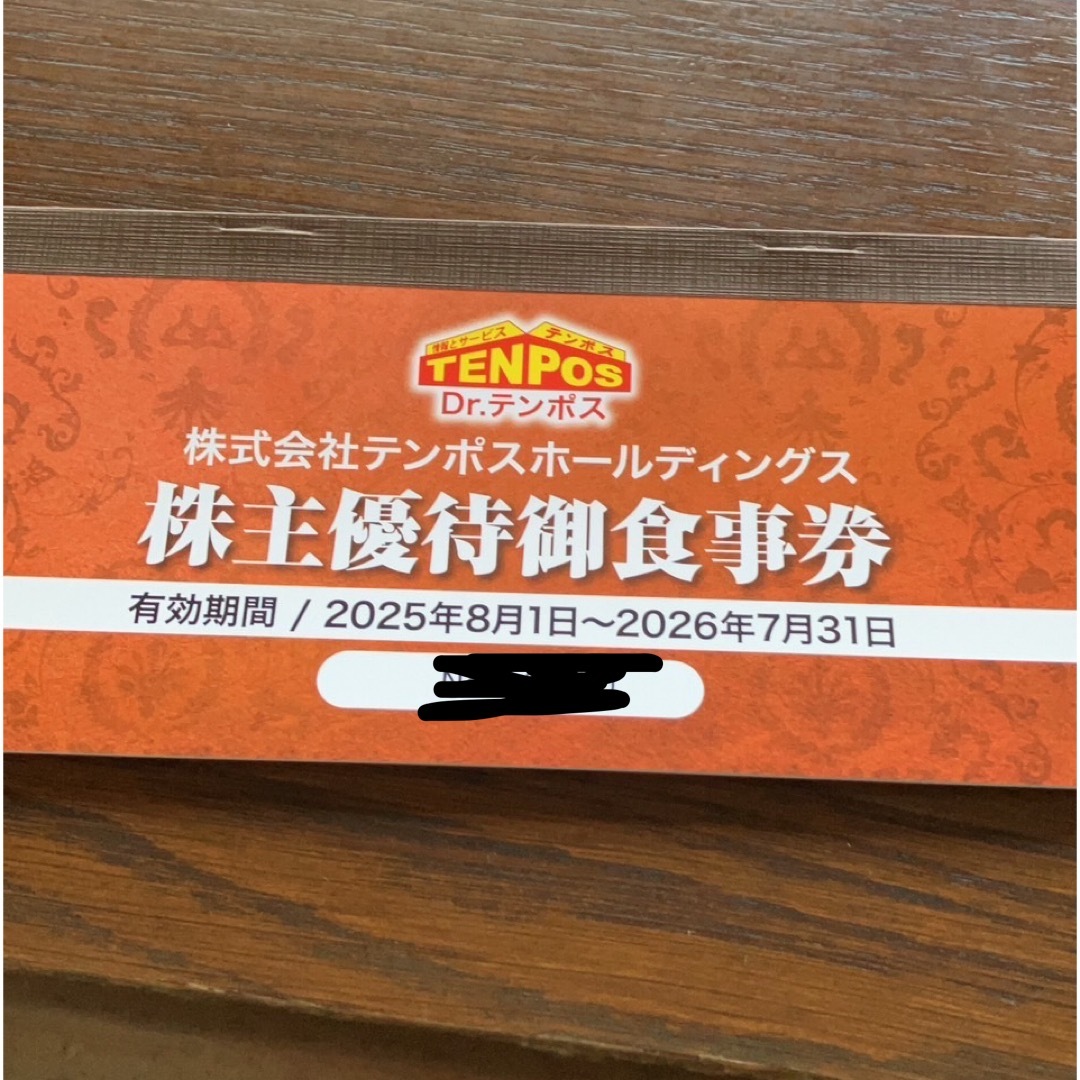 情報とサービス テンポス
TENPOS
Dr.テンポス
株式会社テンポスホールディングス
株主優待御食事券
有効期間 / 2025年8月1日〜2026年7月31日